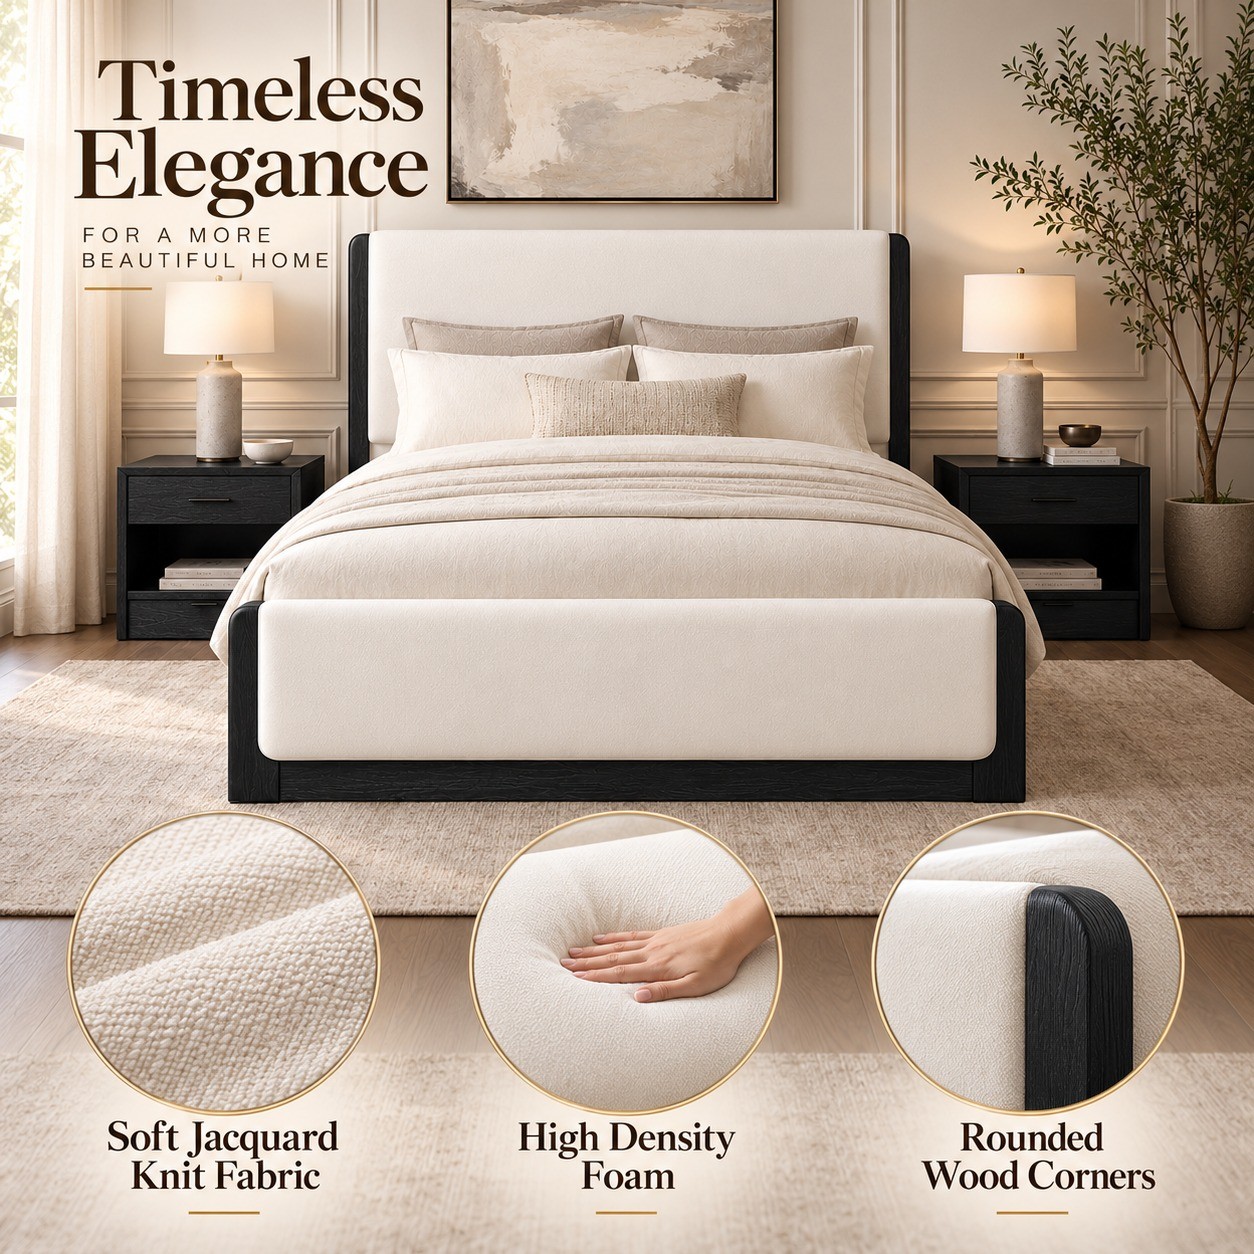 Timeless
Elegance
FOR A MORE
BEAUTIFUL HOME
Soft Jacquard
Knit Fabric
High Density
Foam
Rounded
Wood Corners